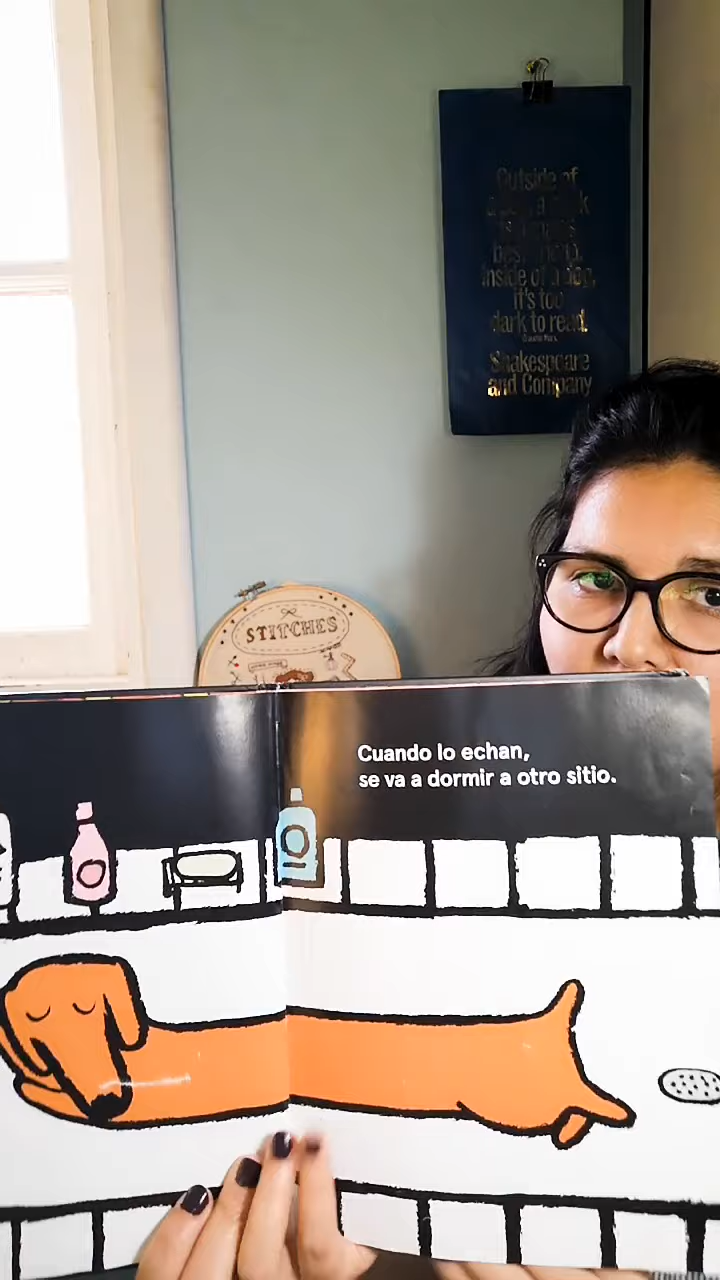 Outside of
a dog, a book
is man's
best friend.
Inside of a dog,
it's too
dark to read.
Shakespeare
and Company
STITCHES
Cuando lo echan,
se va a dormir a otro sitio.